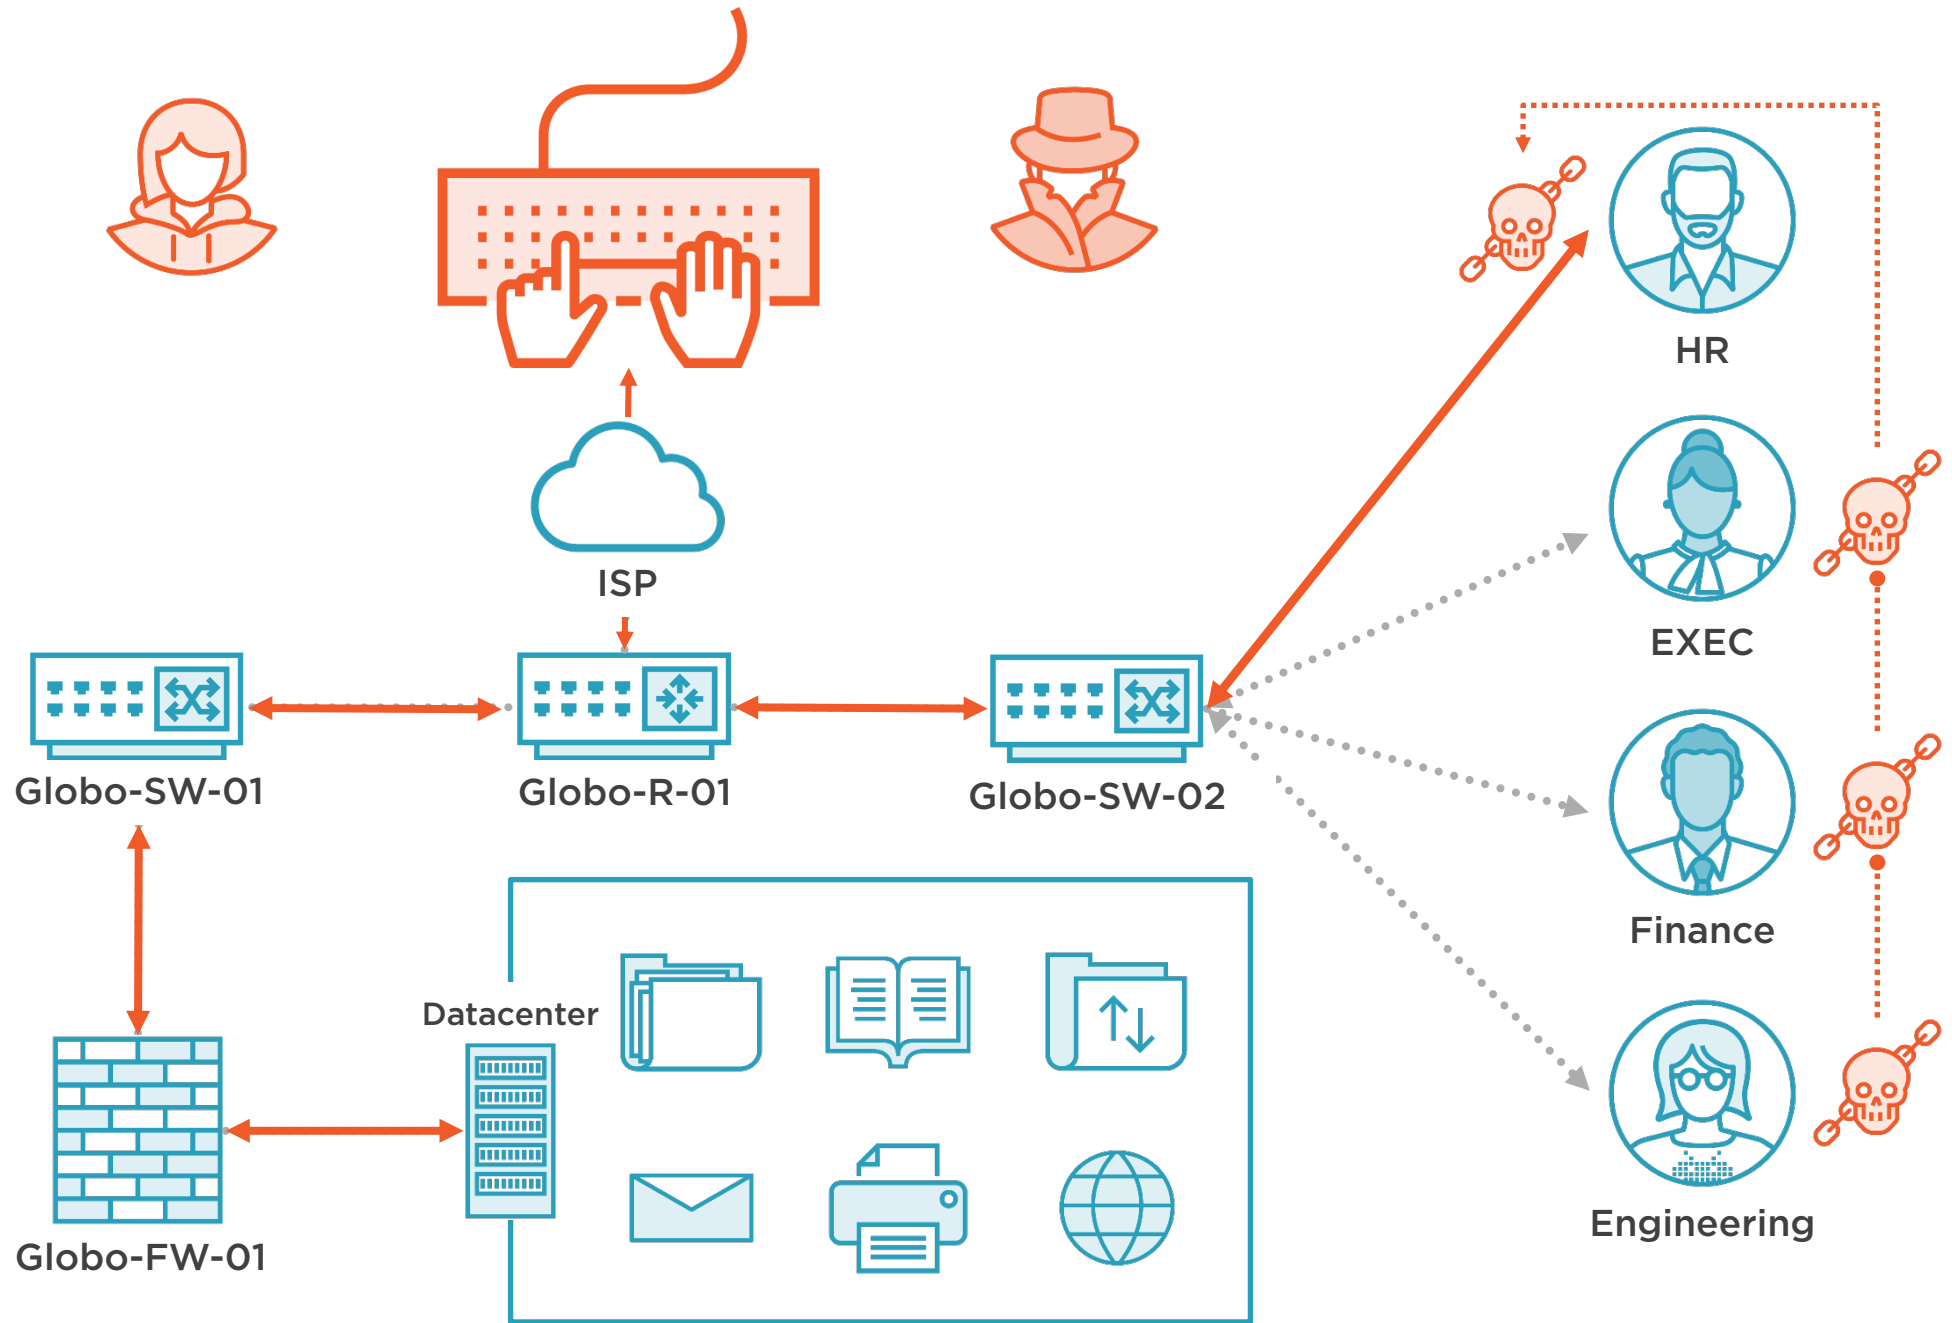 HR
ISP
EXEC
Globo-SW-01
Globo-R-01
Globo-SW-02
Finance
Datacenter
Engineering
Globo-FW-01